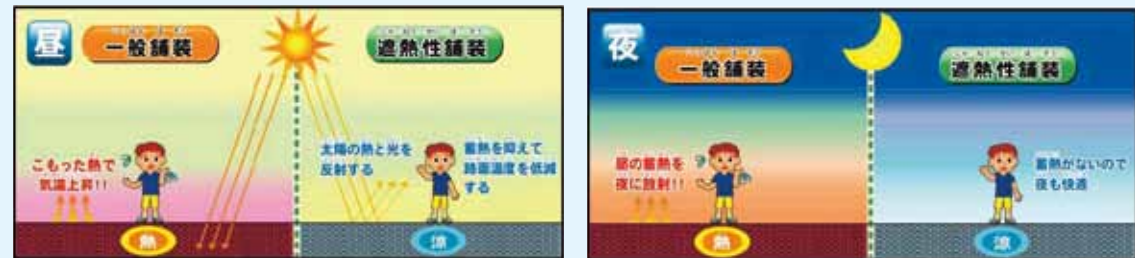 昼
一般舗装
遮熱性舗装
こもった熱で
気温上昇!!
太陽の熱と光を
反射する
蓄熱を抑えて
路面温度を低減
する
熱
涼
夜
一般舗装
遮熱性舗装
昼の蓄熱を
夜に放射!!
蓄熱がないので
夜も快適
熱
涼